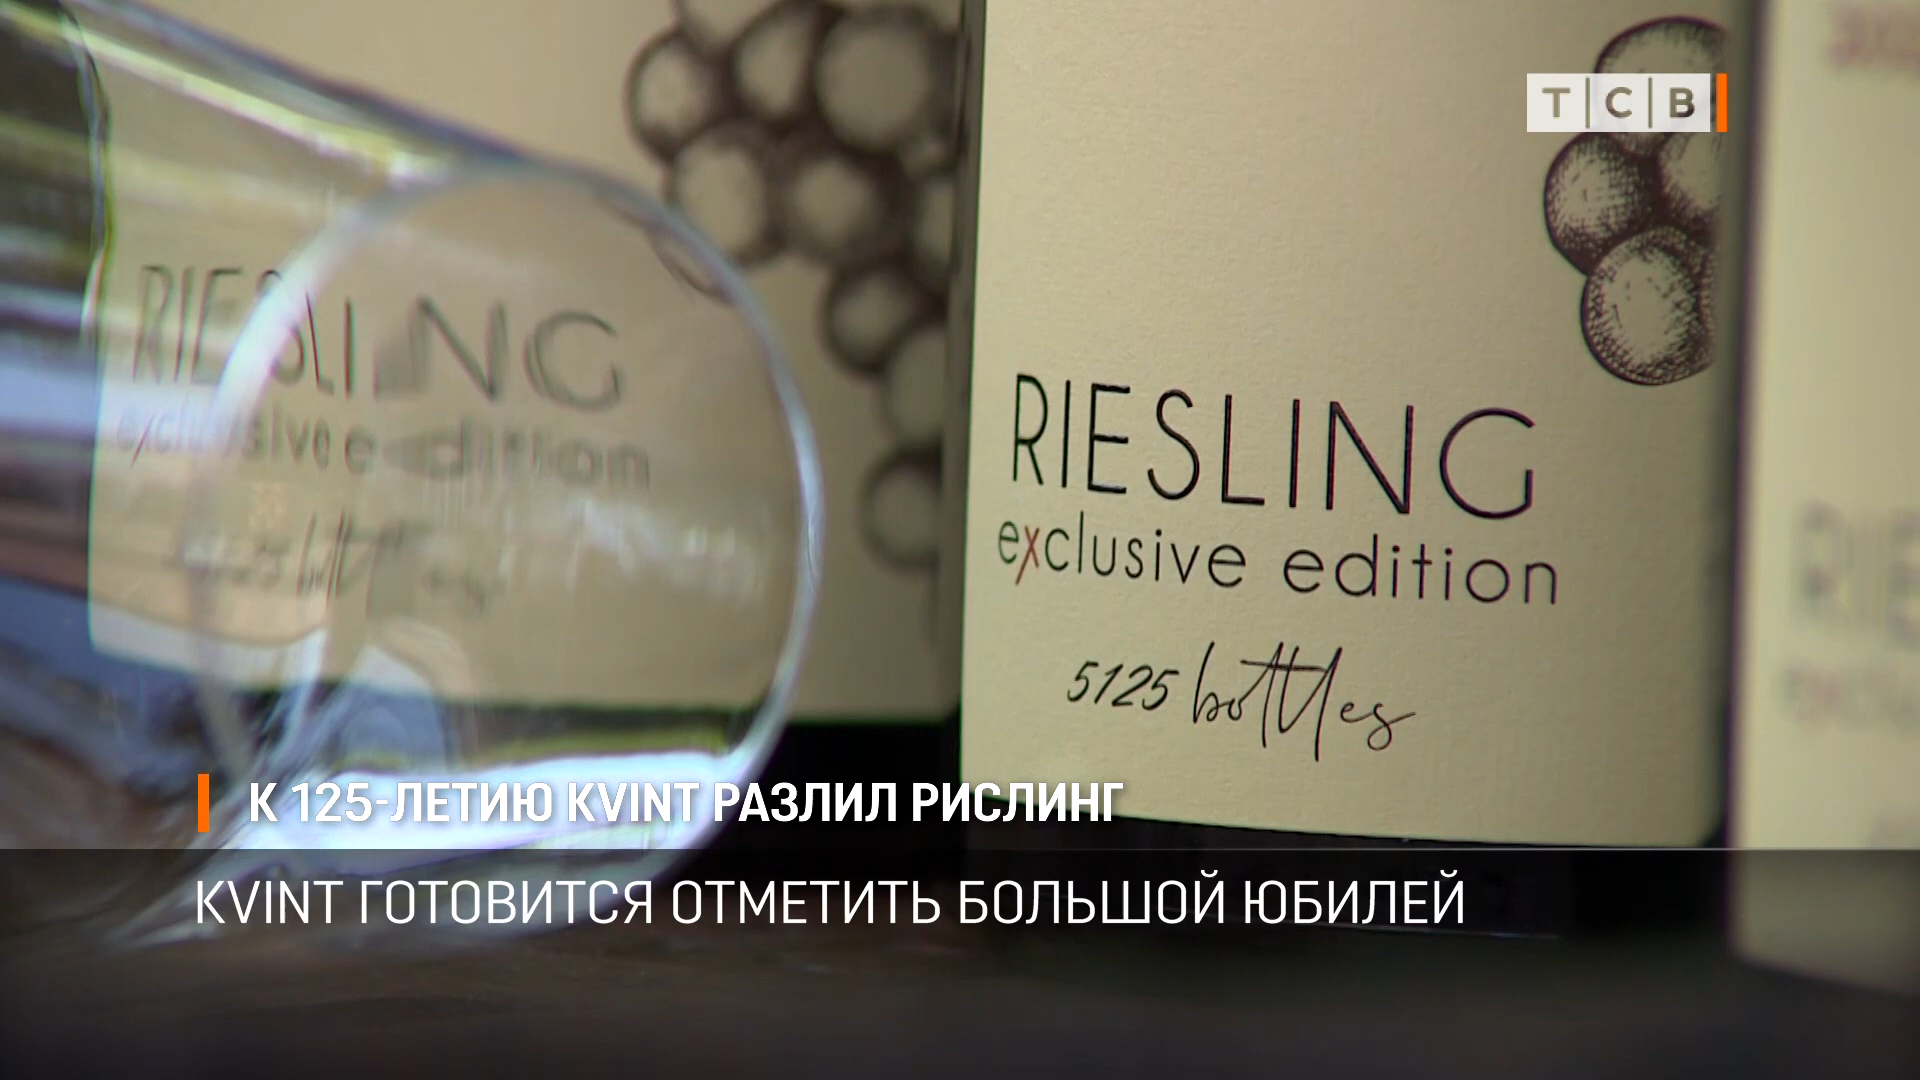 ТСВ
RIESLING
exclusive edition
RIESLING
exclusive edition
5125 bottles
К 125-ЛЕТИЮ KVINT РАЗЛИЛ РИСЛИНГ
KVINT ГОТОВИТСЯ ОТМЕТИТЬ БОЛЬШОЙ ЮБИЛЕЙ